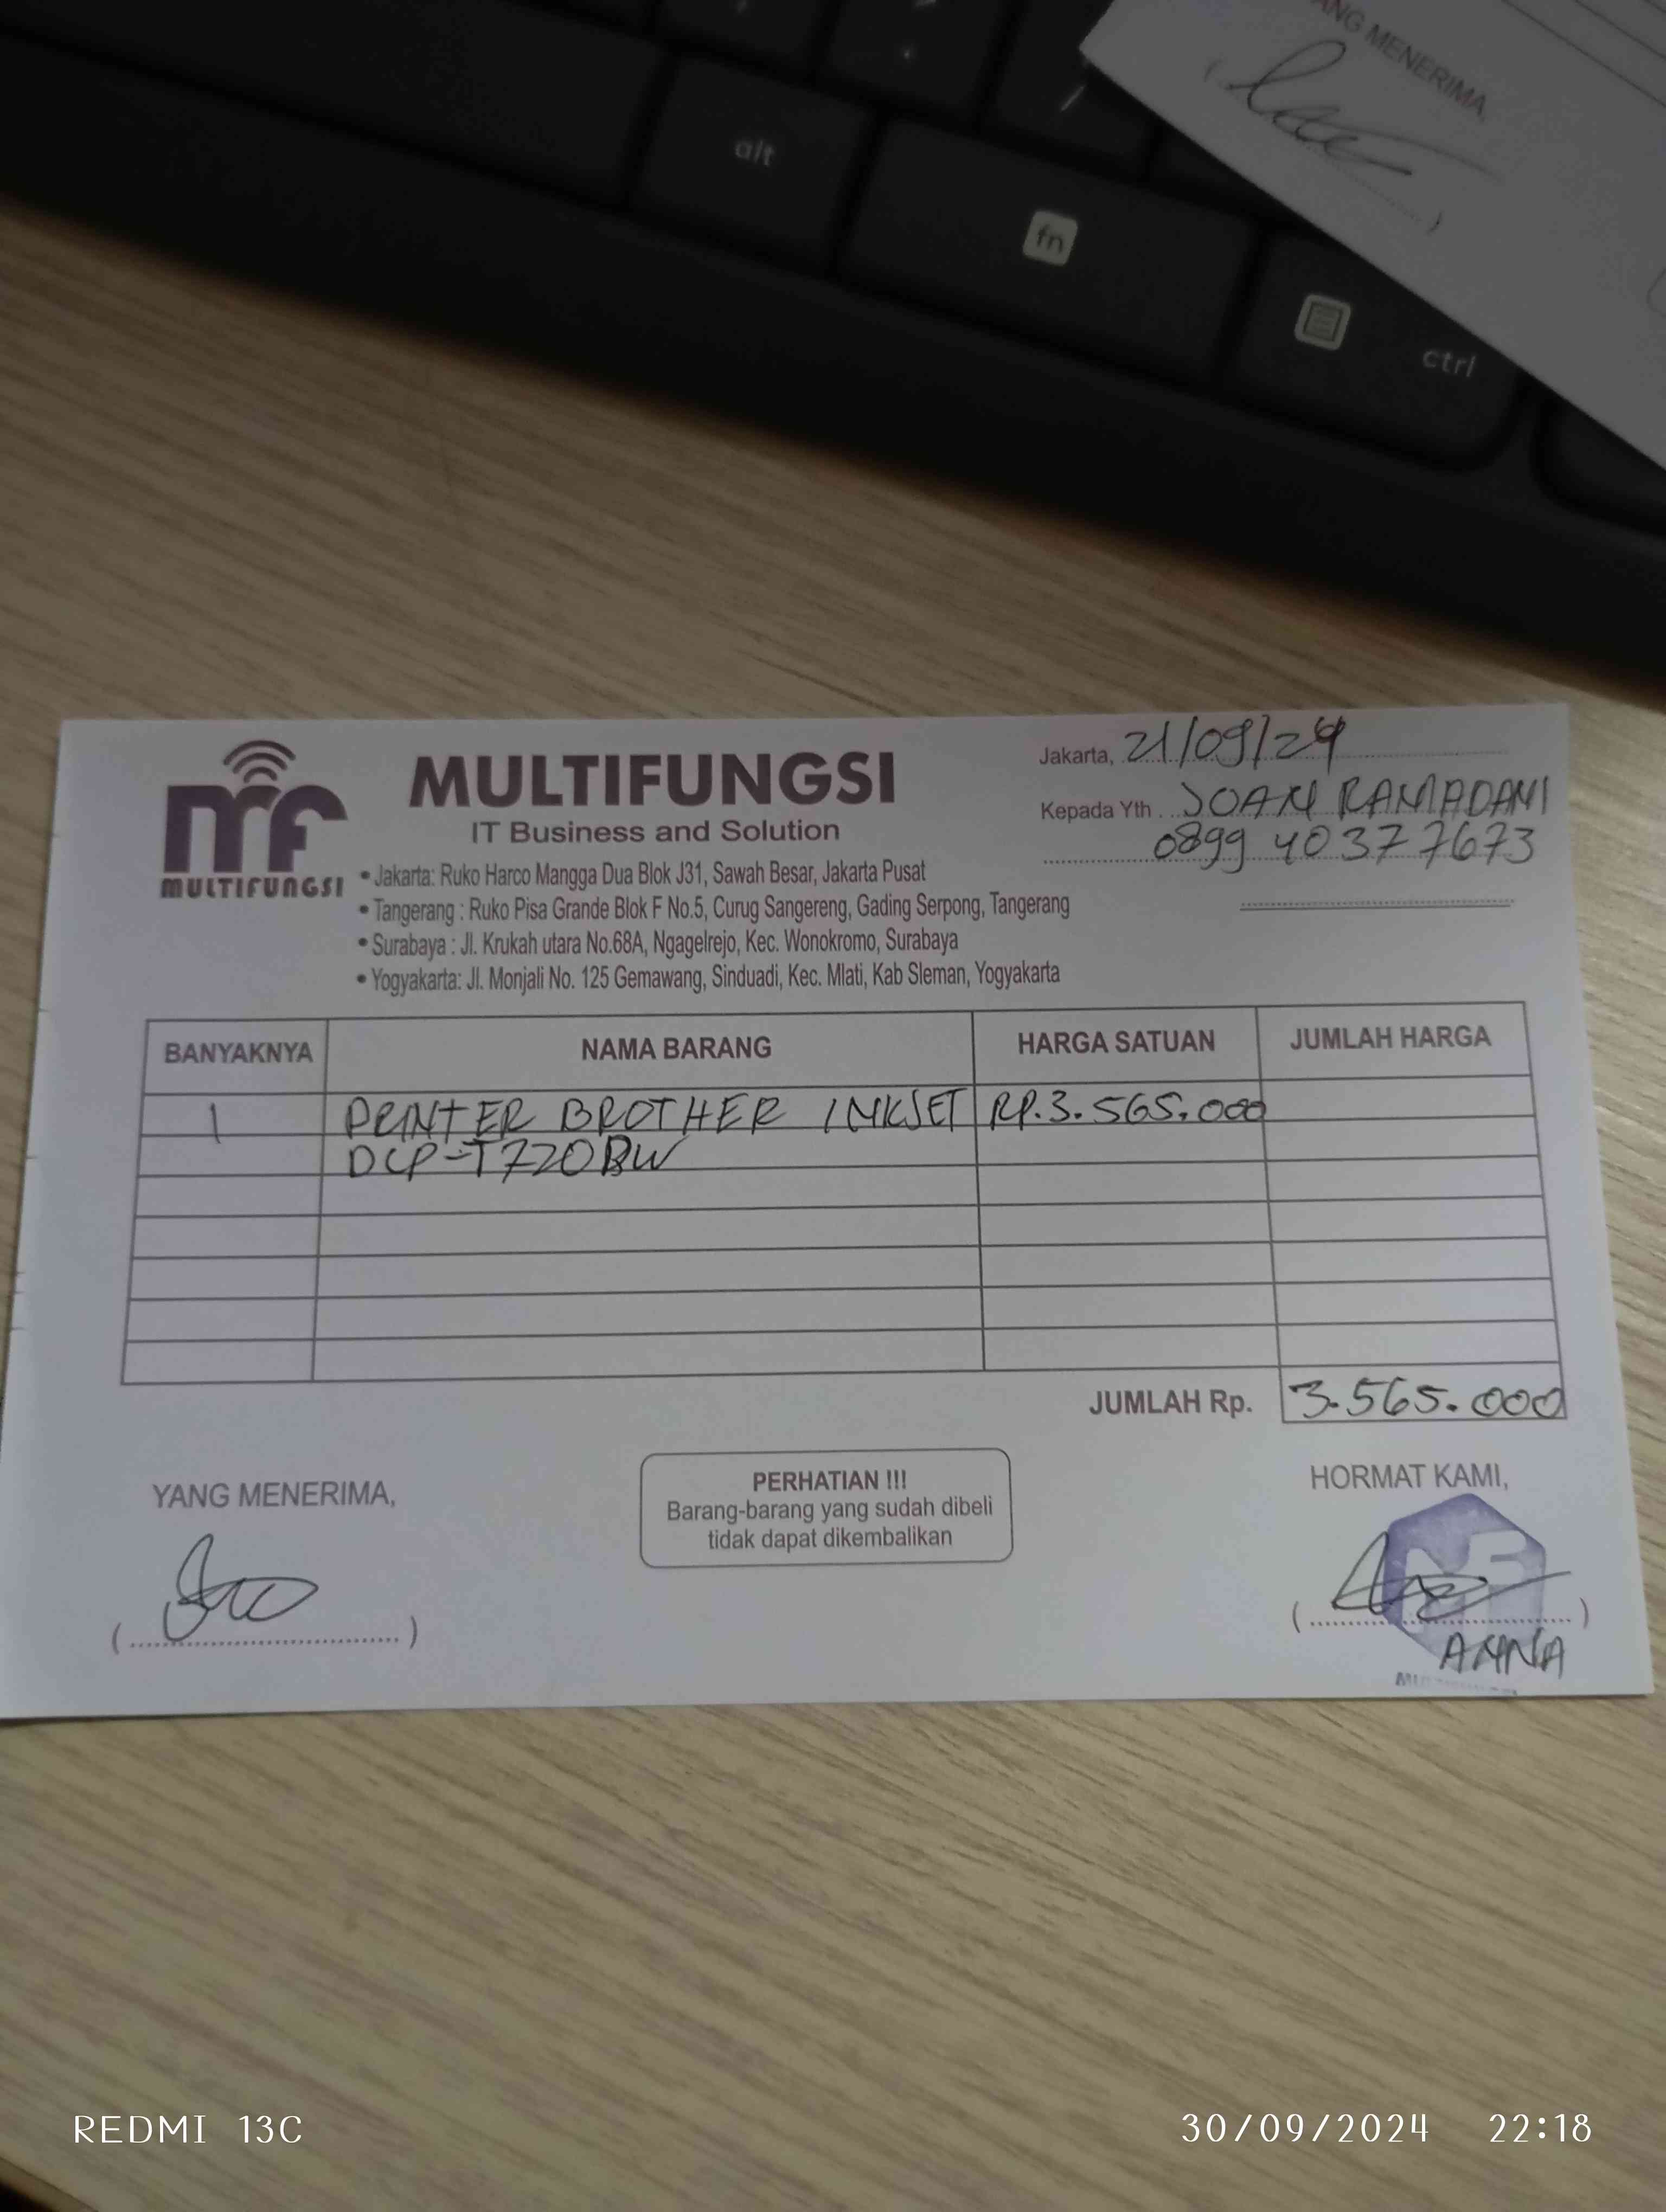 ANG MENERIMA,
alt
fn
ctrl
MULTIFUNGSI
MULTIFUNGSI
IT Business and Solution
• Jakarta: Ruko Harco Mangga Dua Blok J31, Sawah Besar, Jakarta Pusat
• Tangerang : Ruko Pisa Grande Blok F No.5, Curug Sangereng, Gading Serpong, Tangerang
• Surabaya : Jl. Krukah utara No.68A, Ngagelrejo, Kec. Wonokromo, Surabaya
• Yogyakarta: Jl. Monjali No. 125 Gemawang, Sinduadi, Kec. Mlati, Kab Sleman, Yogyakarta
Jakarta, 21/09/24
Kepada Yth. JOAN RAMADANI
0899 4037 7673
BANYAKNYA NAMA BARANG HARGA SATUAN JUMLAH HARGA
1 PRINTER BROTHER INKJET RP.3.565.000
DCP-T720BW
JUMLAH Rp. 3.565.000
YANG MENERIMA,
PERHATIAN !!!
Barang-barang yang sudah dibeli
tidak dapat dikembalikan
HORMAT KAMI,
ANNA
REDMI 13C
30/09/2024 22:18